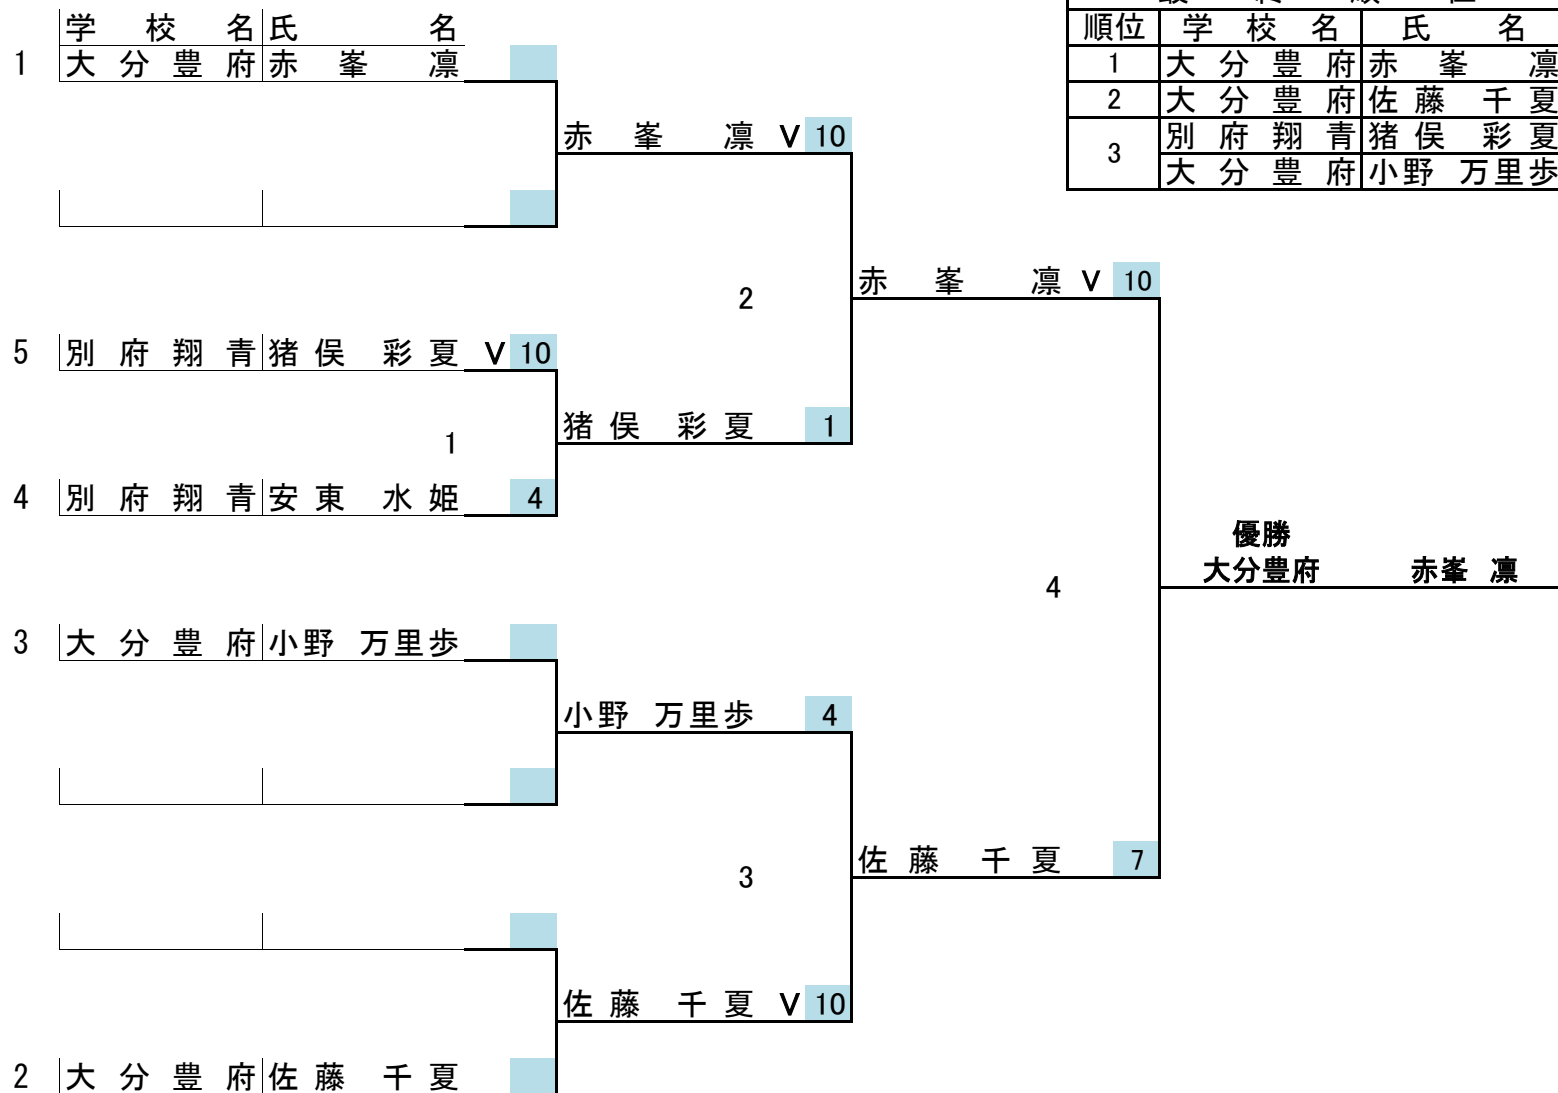 学校名 氏名
1 大分豊府 赤峯凛
赤峯凛 V 10
2
赤峯凛 V 10
5 別府翔青 猪俣彩夏 V 10
1
猪俣彩夏 1
4 別府翔青 安東水姫 4
4
優勝
大分豊府 赤峯 凛
3 大分豊府 小野 万里歩
小野 万里歩 4
3
佐藤千夏 7
佐藤千夏 V 10
2 大分豊府 佐藤千夏
順位 学校名 氏名
1 大分豊府 赤峯凛
2 大分豊府 佐藤千夏
3 別府翔青 猪俣彩夏
大分豊府 小野 万里歩